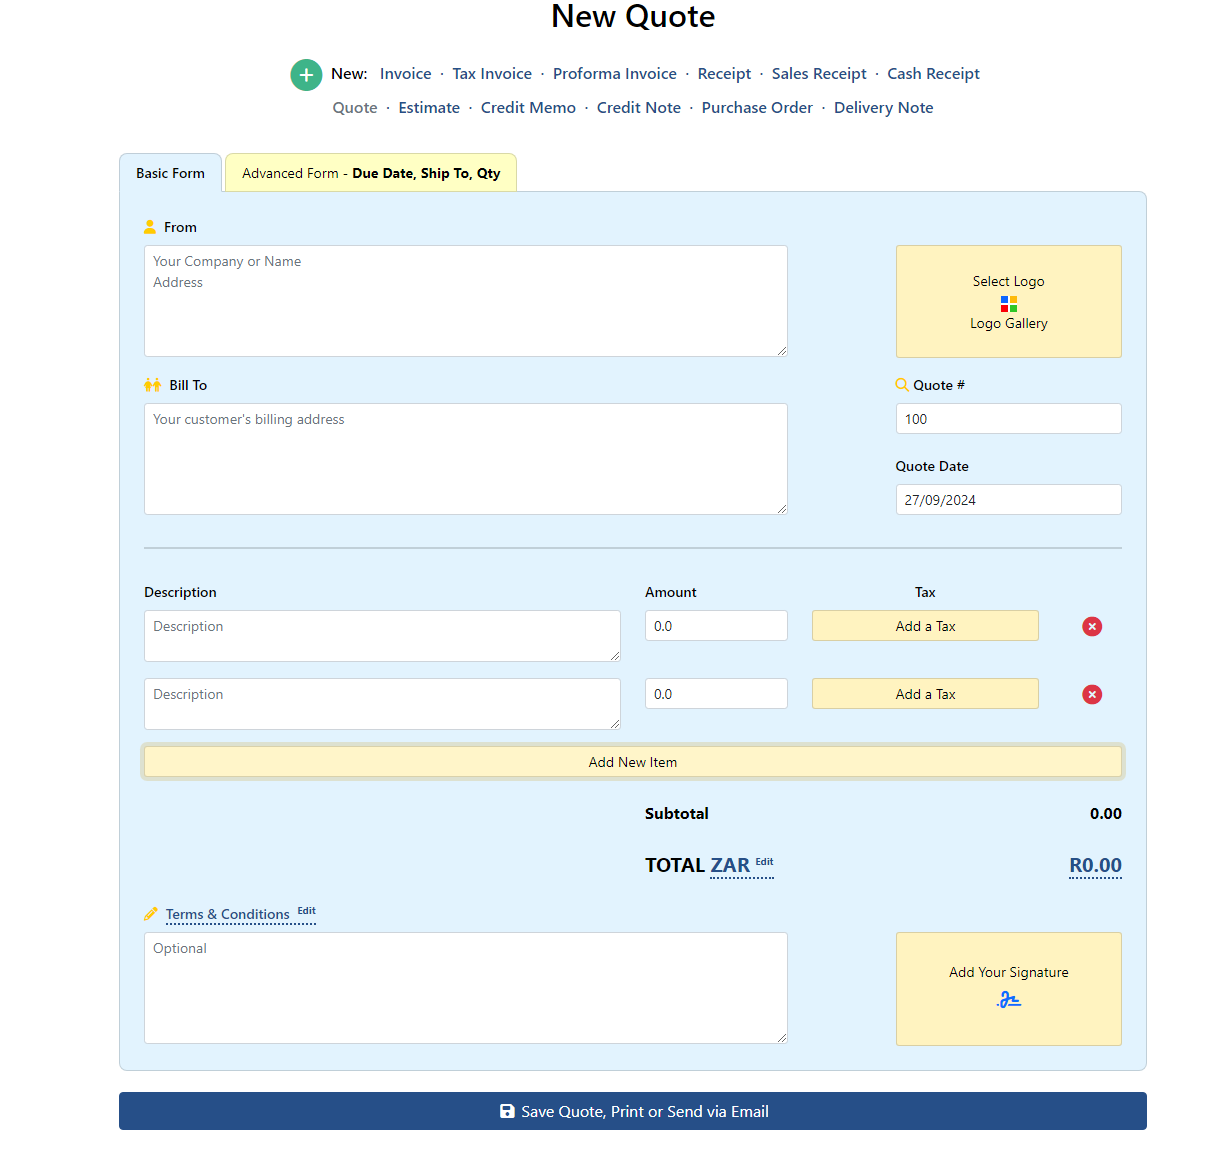 New Quote
New: Invoice · Tax Invoice · Proforma Invoice · Receipt · Sales Receipt · Cash Receipt
Quote · Estimate · Credit Memo · Credit Note · Purchase Order · Delivery Note
Basic Form
Advanced Form - Due Date, Ship To, Qty
From
Your Company or Name
Address
Select Logo
Logo Gallery
Bill To
Your customer's billing address
Quote #
100
Quote Date
27/09/2024
Description Amount Tax
Description 0.0 Add a Tax
Description 0.0 Add a Tax
Add New Item
Subtotal 0.00
TOTAL ZAR Edit R0.00
Terms & Conditions Edit
Optional
Add Your Signature
Save Quote, Print or Send via Email